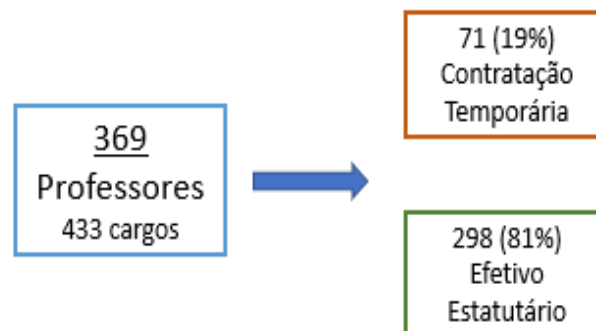 369
Professores
433 cargos
71 (19%)
Contratação
Temporária
298 (81%)
Efetivo
Estatutário